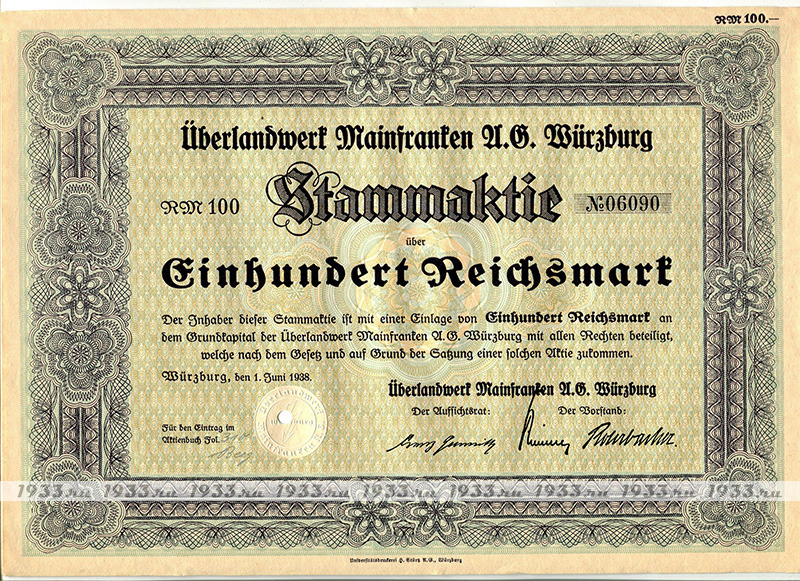 RM 100.—
Überlandwerk Mainfranken A.G. Würzburg
RM 100 Stammaktie № 06090
über
Einhundert Reichsmark
Der Inhaber dieser Stammaktie ist mit einer Einlage von Einhundert Reichsmark an
dem Grundkapital der Überlandwerk Mainfranken A.G. Würzburg mit allen Rechten beteiligt,
welche nach dem Gesetz und auf Grund der Satzung einer solchen Aktie zukommen.
Würzburg, den 1. Juni 1938.
Überlandwerk Mainfranken A.G. Würzburg
Der Aufsichtsrat: Der Vorstand:
Für den Eintrag im
Aktienbuch Fol.
Rohrbacher.
1933.ru 1933.ru 1933.ru 1933.ru 1933.ru 1933.ru 1933.ru 1933.ru 1933.ru
Universitätsdruckerei H. Stürtz A.G., Würzburg